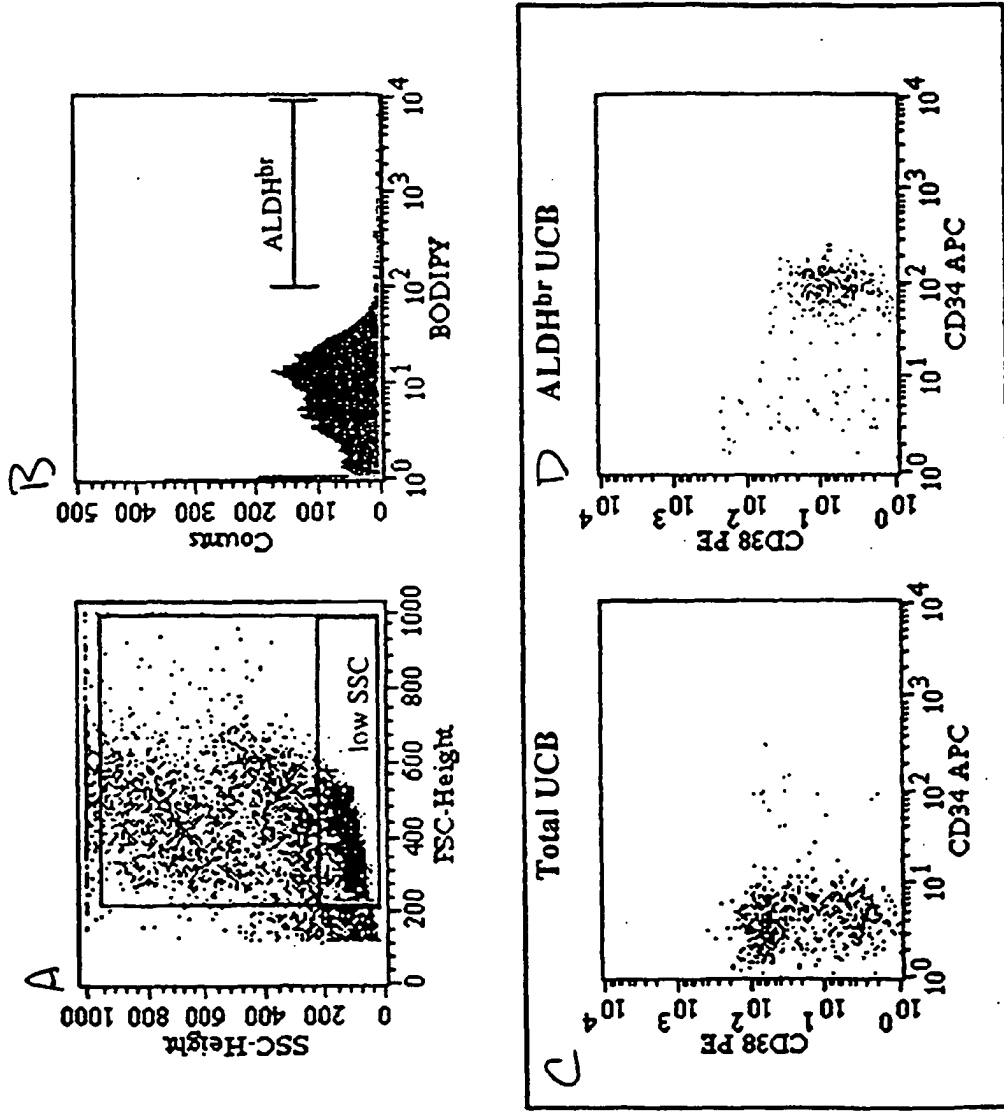 A
1000
800
600
400
200
0
SSC-Height
low SSC
0 200 400 600 800 1000
FSC-Height
B
500
400
300
200
100
0
Counts
ALDHbr
10^0 10^1 10^2 10^3 10^4
BODIPY
C
Total UCB
10^4
10^3
10^2
10^1
10^0
CD38 PE
10^0 10^1 10^2 10^3 10^4
CD34 APC
D
ALDHbr UCB
10^4
10^3
10^2
10^1
10^0
CD38 PE
10^0 10^1 10^2 10^3 10^4
CD34 APC